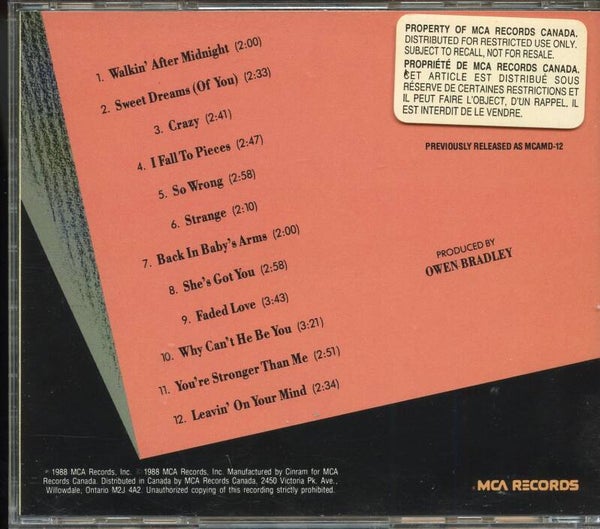 1. Walkin' After Midnight (2:00)
2. Sweet Dreams (Of You) (2:33)
3. Crazy (2:41)
4. I Fall To Pieces (2:47)
5. So Wrong (2:58)
6. Strange (2:10)
7. Back In Baby's Arms (2:00)
8. She's Got You (2:58)
9. Faded Love (3:43)
10. Why Can't He Be You (3:21)
11. You're Stronger Than Me (2:51)
12. Leavin' On Your Mind (2:34)
PROPERTY OF MCA RECORDS CANADA.
DISTRIBUTED FOR RESTRICTED USE ONLY.
SUBJECT TO RECALL, NOT FOR RESALE.
PROPRIÉTÉ DE MCA RECORDS CANADA.
CET ARTICLE EST DISTRIBUÉ SOUS
RÉSERVE DE CERTAINES RESTRICTIONS ET
IL PEUT FAIRE L'OBJECT, D'UN RAPPEL. IL
EST INTERDIT DE LE VENDRE.
PREVIOUSLY RELEASED AS MCAMD-12
PRODUCED BY
OWEN BRADLEY
℗ 1988 MCA Records, Inc. © 1988 MCA Records, Inc. Manufactured by Cinram for MCA
Records Canada. Distributed in Canada by MCA Records Canada, 2450 Victoria Pk. Ave.,
Willowdale, Ontario M2J 4A2. Unauthorized copying of this recording strictly prohibited.
MCA RECORDS